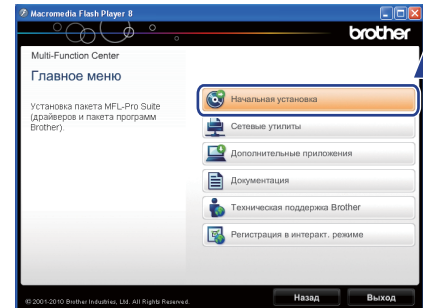 Macromedia Flash Player 8
brother
Multi-Function Center
Главное меню
Установка пакета MFL-Pro Suite
(драйверов и пакета программ
Brother).
Начальная установка
Сетевые утилиты
Дополнительные приложения
Документация
Техническая поддержка Brother
Регистрация в интеракт. режиме
© 2001-2010 Brother Industries, Ltd. All Rights Reserved.
Назад
Выход